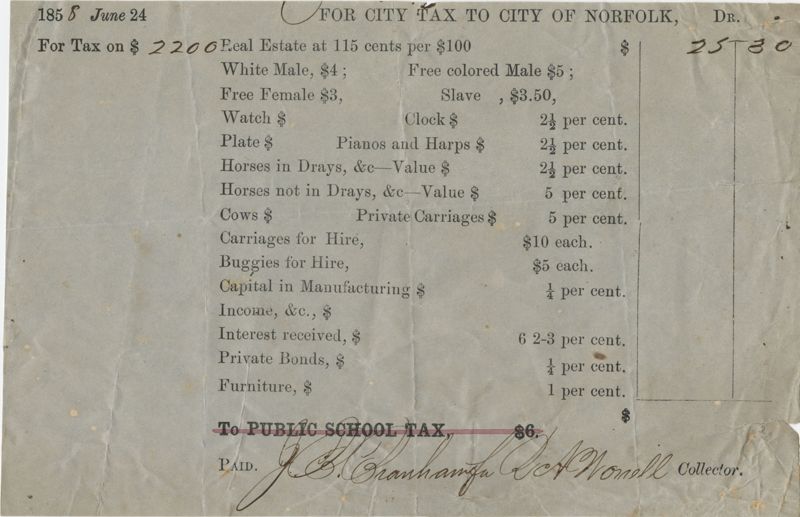 1858 June 24 FOR CITY TAX TO CITY OF NORFOLK, DR.
For Tax on $ 2200 Real Estate at 115 cents per $100 $ 25 30
White Male, $4 ; Free colored Male $5 ;
Free Female $3, Slave , $3.50,
Watch $ Clock $ 2½ per cent.
Plate $ Pianos and Harps $ 2½ per cent.
Horses in Drays, &c—Value $ 2½ per cent.
Horses not in Drays, &c—Value $ 5 per cent.
Cows $ Private Carriages $ 5 per cent.
Carriages for Hire, $10 each.
Buggies for Hire, $5 each.
Capital in Manufacturing $ ¼ per cent.
Income, &c., $
Interest received, $ 6 2-3 per cent.
Private Bonds, $ ¼ per cent.
Furniture, $ 1 per cent.
$
To PUBLIC SCHOOL TAX, $6.
PAID. Collector.